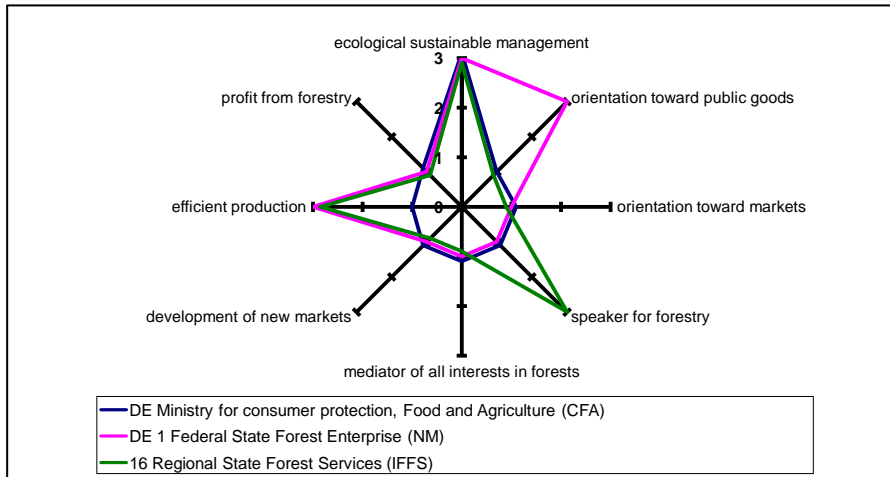 ecological sustainable management
3
profit from forestry
orientation toward public goods
2
1
efficient production
0
orientation toward markets
development of new markets
speaker for forestry
mediator of all interests in forests
DE Ministry for consumer protection, Food and Agriculture (CFA)
DE 1 Federal State Forest Enterprise (NM)
16 Regional State Forest Services (IFFS)